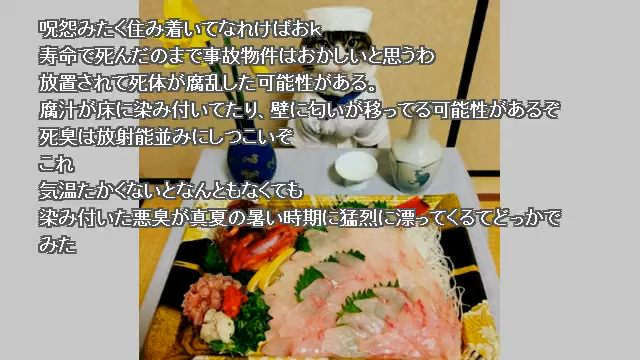 呪怨みたく住み着いてなれけばおｋ
寿命で死んだのまで事故物件はおかしいと思うわ
放置されて死体が腐乱した可能性がある。
腐汁が床に染み付いてたり、壁に匂いが移ってる可能性があるぞ
死臭は放射能並みにしつこいぞ
これ
気温たかくないとなんともなくても
染み付いた悪臭が真夏の暑い時期に猛烈に漂ってくるてどっかで
みた